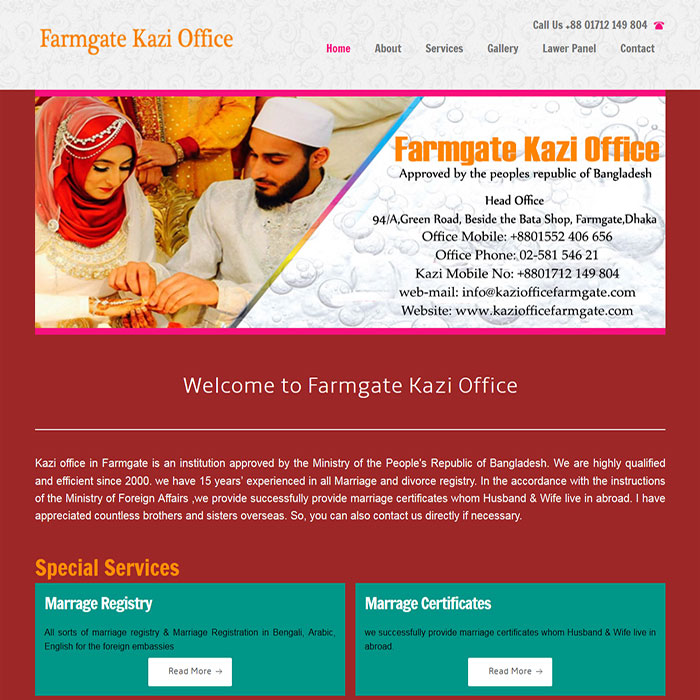 Farmgate Kazi Office
Call Us +88 01712 149 804
Home About Services Gallery Lawer Panel Contact
Farmgate Kazi Office
Approved by the peoples republic of Bangladesh
Head Office
94/A,Green Road, Beside the Bata Shop, Farmgate,Dhaka
Office Mobile: +8801552 406 656
Office Phone: 02-581 546 21
Kazi Mobile No: +8801712 149 804
web-mail: info@kaziofficefarmgate.com
Website: www.kaziofficefarmgate.com
Welcome to Farmgate Kazi Office
Kazi office in Farmgate is an institution approved by the Ministry of the People's Republic of Bangladesh. We are highly qualified
and efficient since 2000. we have 15 years' experienced in all Marriage and divorce registry. In the accordance with the instructions
of the Ministry of Foreign Affairs ,we provide successfully provide marriage certificates whom Husband & Wife live in abroad. I have
appreciated countless brothers and sisters overseas. So, you can also contact us directly if necessary.
Special Services
Marrage Registry
All sorts of marriage registry & Marriage Registration in Bengali, Arabic,
English for the foreign embassies
Read More →
Marrage Certificates
we successfully provide marriage certificates whom Husband & Wife live in
abroad.
Read More →